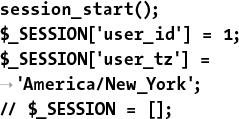 session_start();
$_SESSION['user_id'] = 1;
$_SESSION['user_tz'] =
→'America/New_York';
// $_SESSION = [];